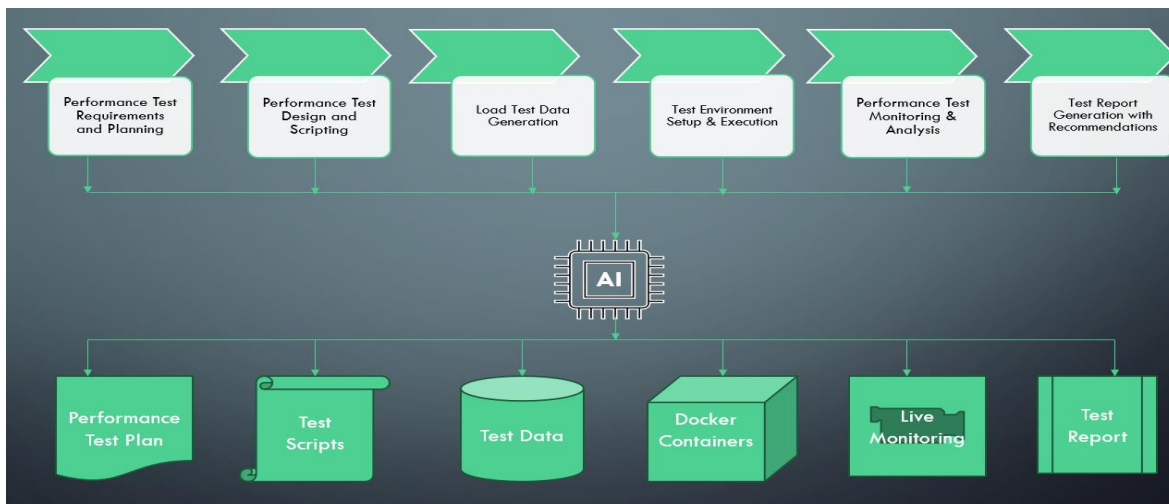 Performance Test
Requirements
and Planning
Performance Test
Design and
Scripting
Load Test Data
Generation
Test Environment
Setup & Execution
Performance Test
Monitoring &
Analysis
Test Report
Generation with
Recommendations
AI
Performance
Test Plan
Test
Scripts
Test Data
Docker
Containers
Live
Monitoring
Test
Report